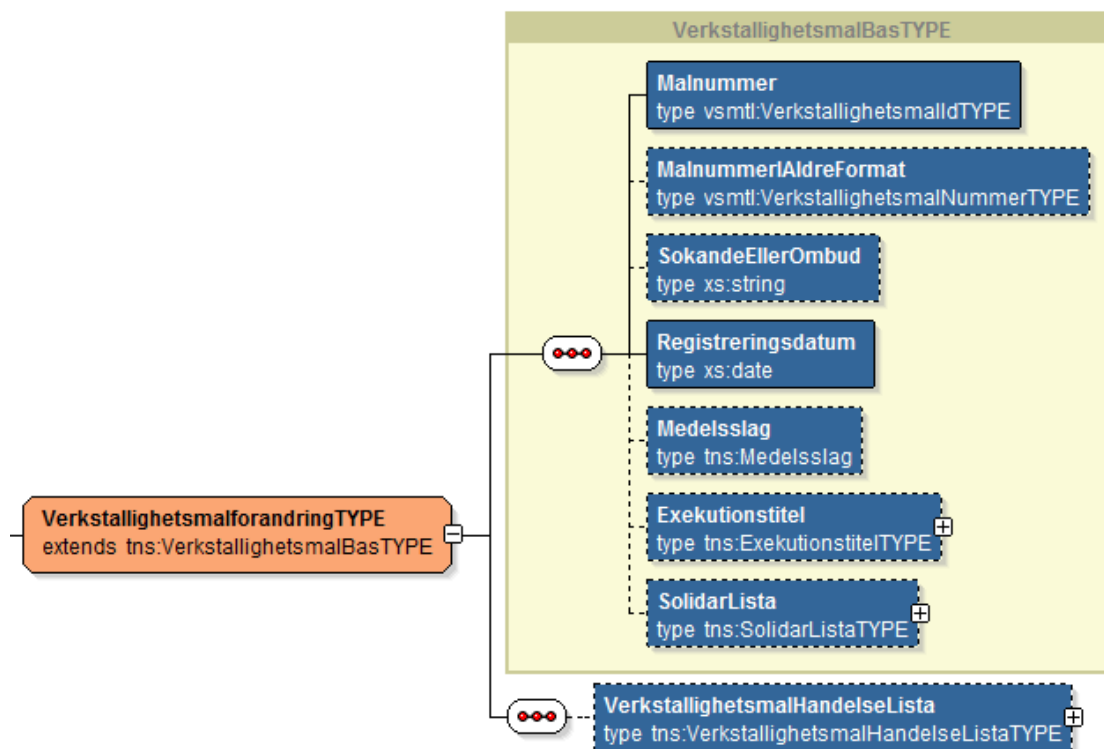 VerkstallighetsmalBasTYPE
Malnummer
type vsmtl:VerkstallighetsmalIdTYPE
MalnummerIAldreFormat
type vsmtl:VerkstallighetsmalNummerTYPE
SokandeEllerOmbud
type xs:string
Registreringsdatum
type xs:date
Medelsslag
type tns:Medelsslag
VerkstallighetsmalforandringTYPE
extends tns:VerkstallighetsmalBasTYPE
Exekutionstitel
type tns:ExekutionstitelTYPE
SolidarLista
type tns:SolidarListaTYPE
VerkstallighetsmalHandelseLista
type tns:VerkstallighetsmalHandelseListaTYPE